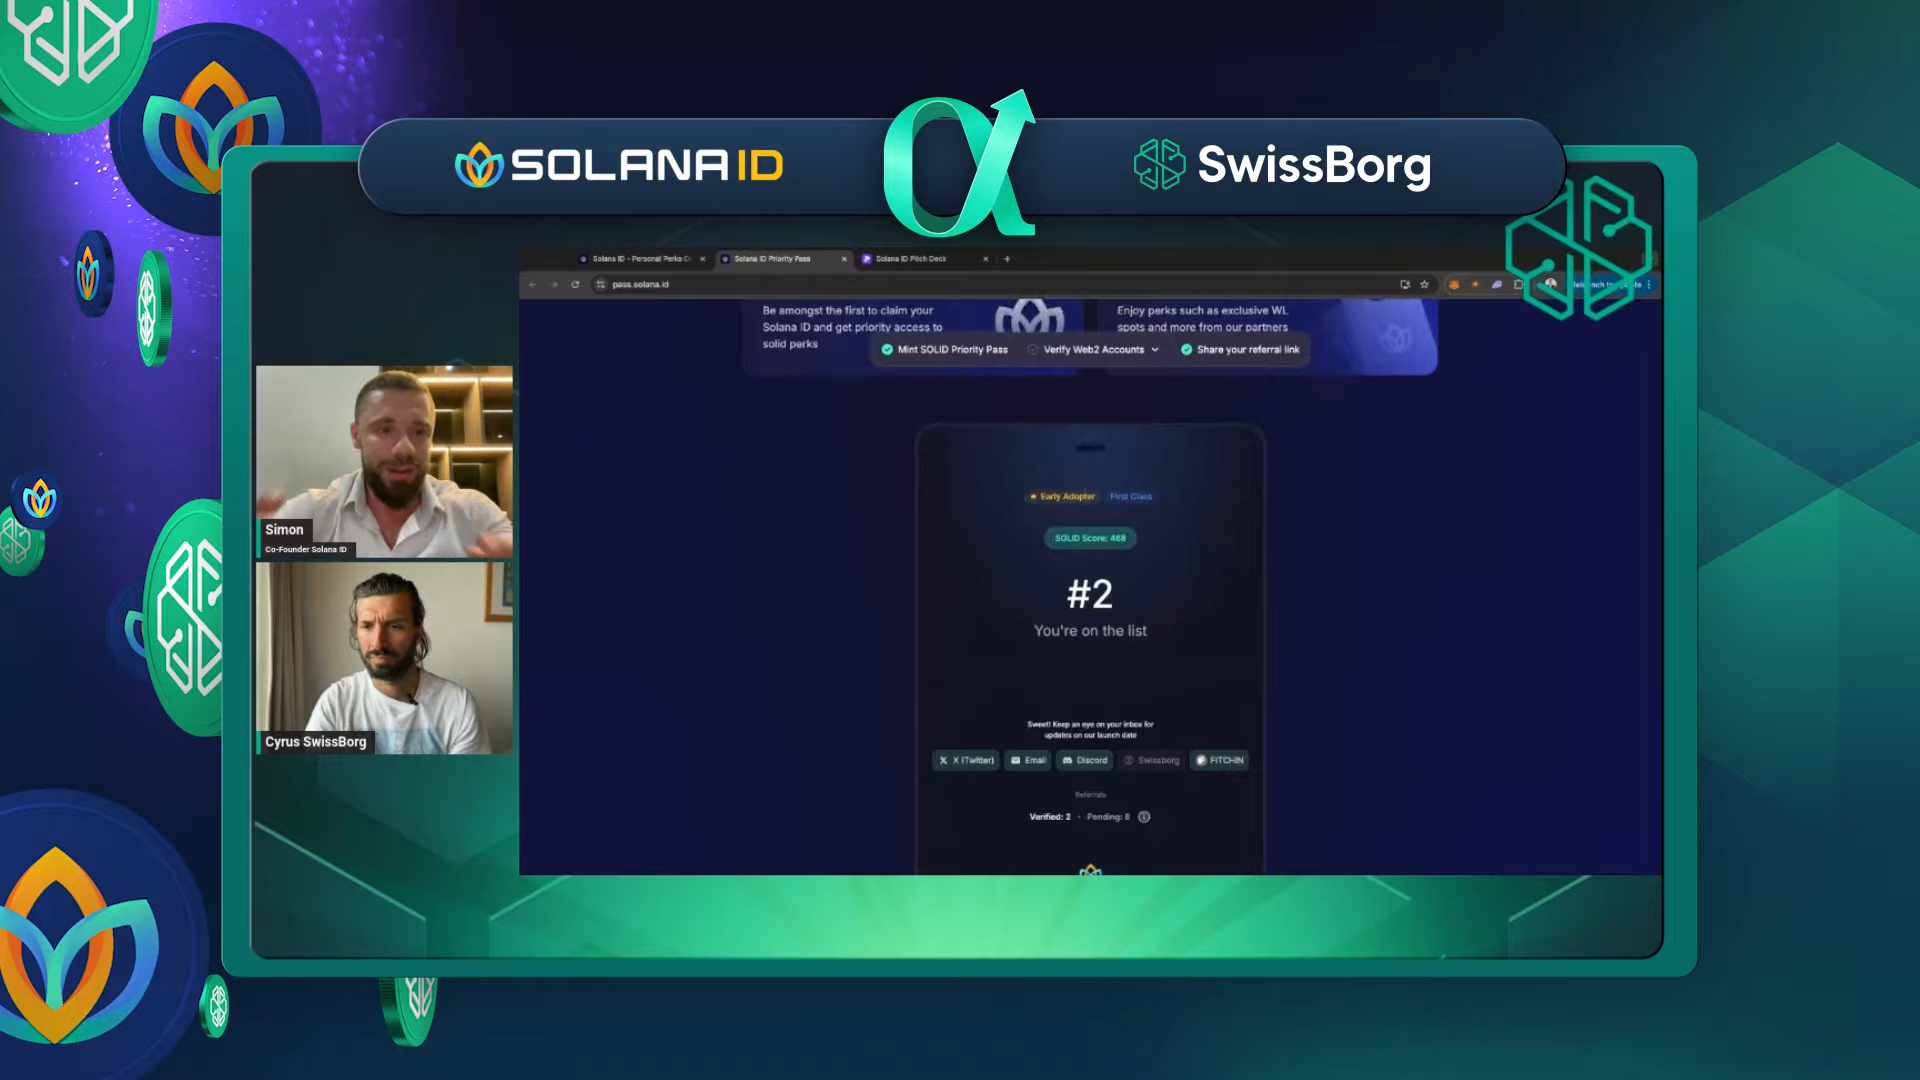 SOLANA ID
SwissBorg
Solana ID - Personal Perks O
Solana ID Priority Pass
Solana ID Pitch Deck
pass.solana.id
Be amongst the first to claim your
Solana ID and get priority access to
solid perks
Enjoy perks such as exclusive WL
spots and more from our partners
Mint SOLID Priority Pass
Verify Web2 Accounts
Share your referral link
Early Adopter
First Class
SOLID Score: 468
#2
You're on the list
Sweet! Keep an eye on your inbox for
updates on our launch date
X (Twitter)
Email
Discord
Swissborg
FITCHIN
Referrals
Verified: 2 • Pending: 8
Simon
Co-Founder Solana ID
Cyrus SwissBorg